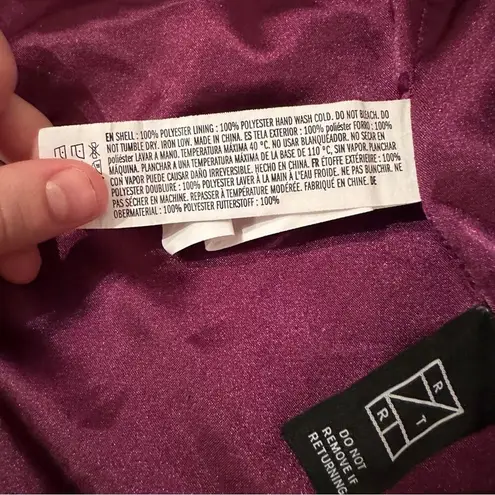 EN SHELL : 100% POLYESTER LINING : 100% POLYESTER HAND WASH COLD. DO NOT BLEACH. DO
NOT TUMBLE DRY. IRON LOW. MADE IN CHINA. ES TELA EXTERIOR : 100% poliéster FORRO : 100%
poliéster LAVAR A MANO. TEMPERATURA MÁXIMA 40 °C. NO USAR BLANQUEADOR. NO SECAR EN
MÁQUINA. PLANCHAR A UNA TEMPERATURA MÁXIMA DE LA BASE DE 110 °C, SIN VAPOR. PLANCHAR
CON VAPOR PUEDE CAUSAR DAÑO IRREVERSIBLE. HECHO EN CHINA. FR ÉTOFFE EXTÉRIEURE : 100%
POLYESTER DOUBLURE : 100% POLYESTER LAVER À LA MAIN À L'EAU FROIDE. NE PAS BLANCHIR. NE
PAS SÉCHER EN MACHINE. REPASSER À TEMPÉRATURE MODÉRÉE. FABRIQUÉ EN CHINE. DE
OBERMATERIAL : 100% POLYESTER FUTTERSTOFF : 100%
R
T
R
DO NOT
REMOVE IF
RETURNING